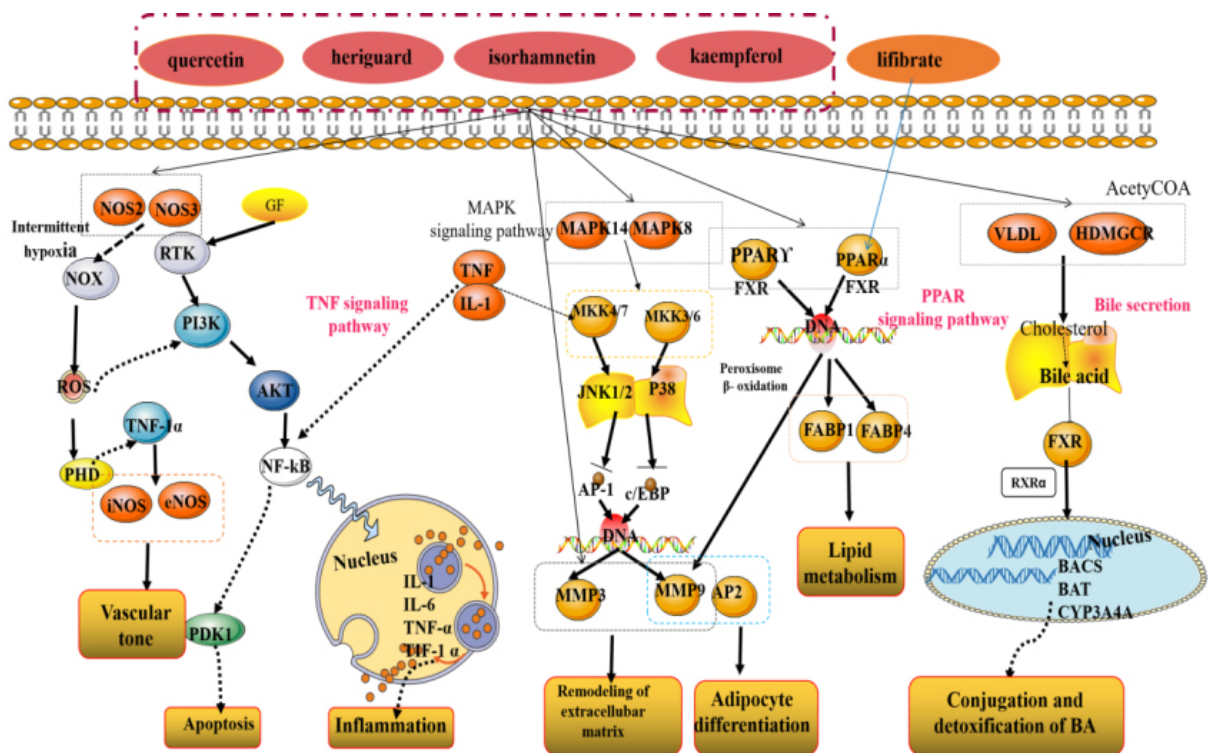 quercetin
heriguard
isorhamnetin
kaempferol
lifibrate
AcetyCOA
NOS2
NOS3
GF
Intermittent
hypoxia
NOX
RTK
MAPK
signaling pathway
MAPK14
MAPK8
TNF
IL-1
PPARϒ
FXR
PPARα
FXR
VLDL
HDMGCR
TNF signaling
pathway
PI3K
MKK4/7
MKK3/6
DNA
PPAR
signaling pathway
Bile secretion
Cholesterol
Bile acid
ROS
AKT
JNK1/2
P38
Peroxisome
β- oxidation
TNF-1α
FABP1
FABP4
FXR
PHD
NF-kB
iNOS
eNOS
AP-1
c/EBP
RXRα
DNA
Nucleus
IL-1
IL-6
TNF-α
TIF-1 α
Lipid
metabolism
Nucleus
BACS
BAT
CYP3A4A
MMP3
MMP9
AP2
Vascular
tone
PDK1
Apoptosis
Inflammation
Remodeling of
extracellubar
matrix
Adipocyte
differentiation
Conjugation and
detoxification of BA